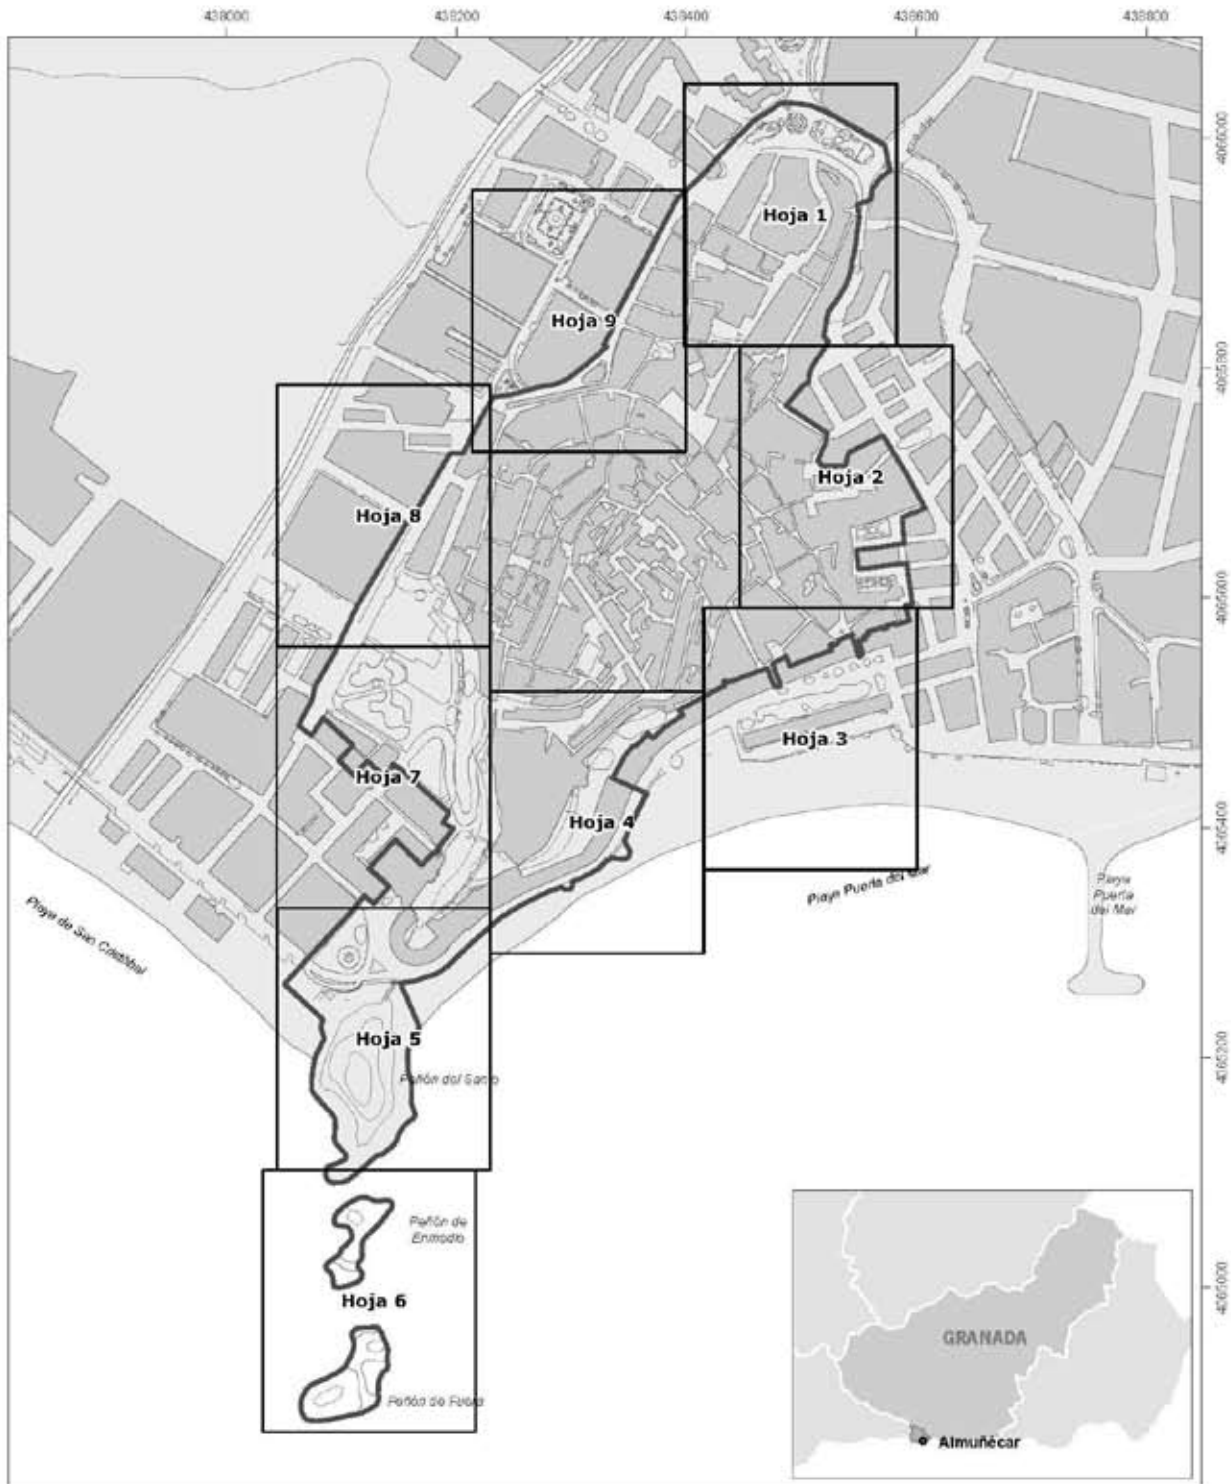 438000
438200
438400
438600
438800
4066000
Hoja 1
Hoja 9
4065800
Hoja 2
Hoja 8
4065600
Hoja 3
Hoja 7
Hoja 4
4065400
Playa Puerta del Mar
Playa
Puerta
del Mar
Playa de San Cristóbal
Hoja 5
4065200
Peñón del Santo
Peñón de
Enmedio
Hoja 6
4065000
GRANADA
Peñón de Fuera
Almuñécar